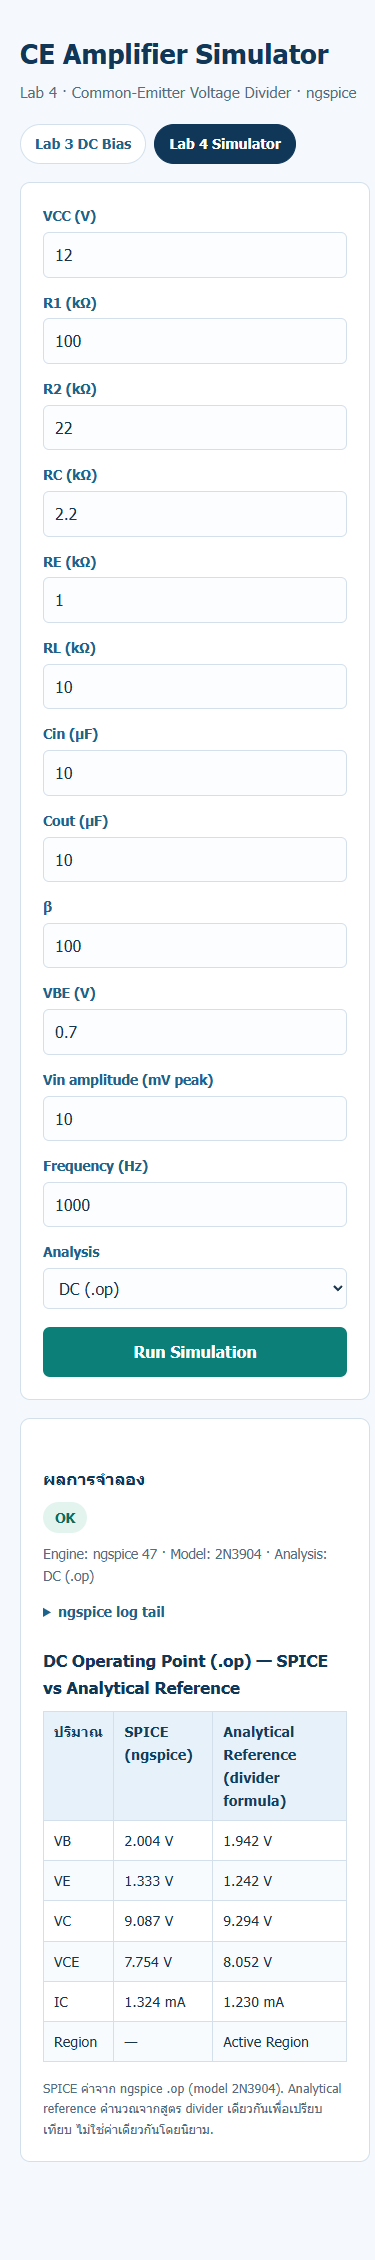 CE Amplifier Simulator
Lab 4 · Common-Emitter Voltage Divider · ngspice
Lab 3 DC Bias
Lab 4 Simulator
VCC (V)
12
R1 (kΩ)
100
R2 (kΩ)
22
RC (kΩ)
2.2
RE (kΩ)
1
RL (kΩ)
10
Cin (µF)
10
Cout (µF)
10
β
100
VBE (V)
0.7
Vin amplitude (mV peak)
10
Frequency (Hz)
1000
Analysis
DC (.op)
Run Simulation
ผลการจำลอง
OK
Engine: ngspice 47 · Model: 2N3904 · Analysis:
DC (.op)
▶ ngspice log tail
DC Operating Point (.op) — SPICE
vs Analytical Reference
ปริมาณ SPICE (ngspice) Analytical Reference (divider formula)
VB 2.004 V 1.942 V
VE 1.333 V 1.242 V
VC 9.087 V 9.294 V
VCE 7.754 V 8.052 V
IC 1.324 mA 1.230 mA
Region — Active Region
SPICE ค่าจาก ngspice .op (model 2N3904). Analytical
reference คำนวณจากสูตร divider เดียวกันเพื่อเปรียบ
เทียบ ไม่ใช่ค่าเดียวกันโดยนิยาม.